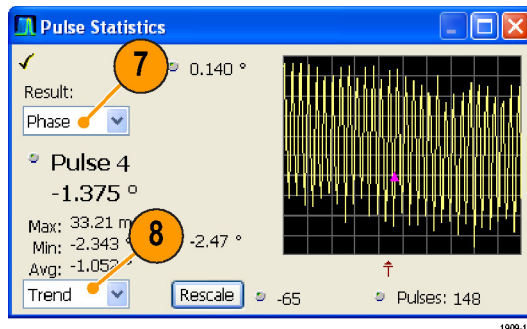 Pulse Statistics
7
0.140 °
Result:
Phase
Pulse 4
-1.375 °
Max: 33.21 m
Min: -2.343
8
-2.47 °
Avg: -1.052
Trend
Rescale
-65
Pulses: 148